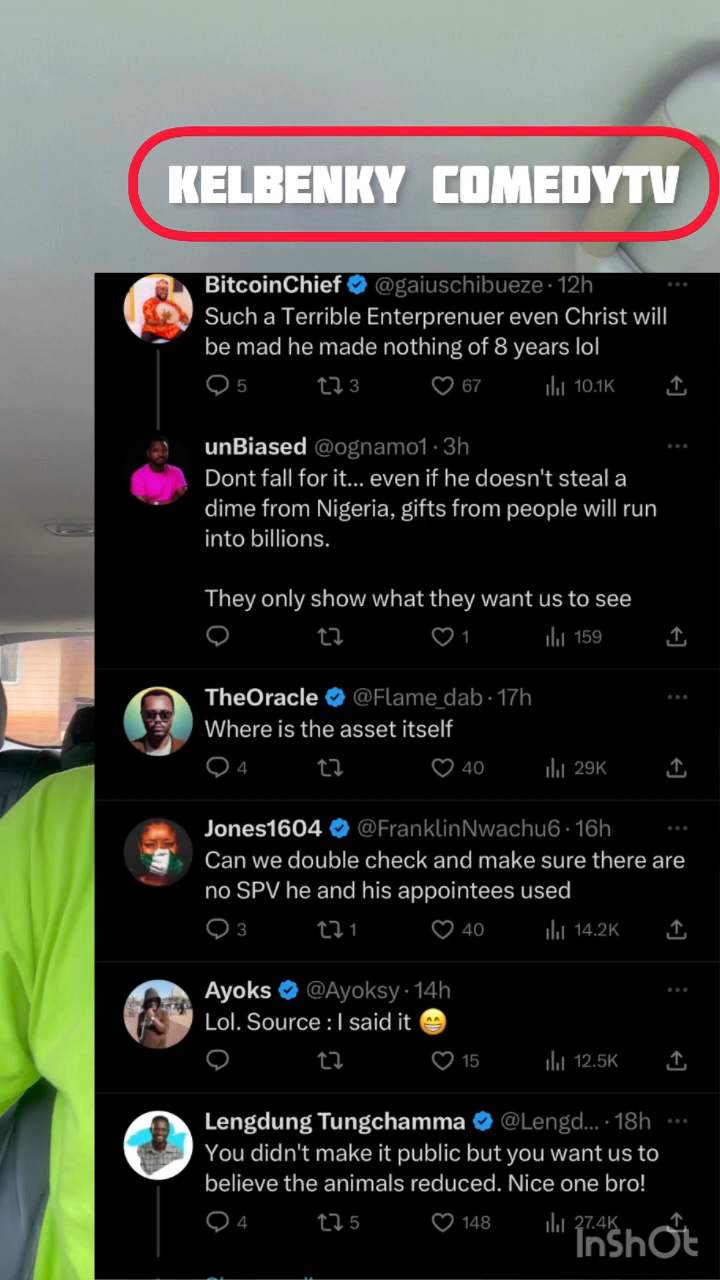 KELBENKY COMEDYTV
BitcoinChief @gaiuschibueze · 12h
Such a Terrible Enterprenuer even Christ will
be mad he made nothing of 8 years lol
5 3 67 10.1K
unBiased @ognamo1 · 3h
Dont fall for it... even if he doesn't steal a
dime from Nigeria, gifts from people will run
into billions.
They only show what they want us to see
1 159
TheOracle @Flame_dab · 17h
Where is the asset itself
4 40 29K
Jones1604 @FranklinNwachu6 · 16h
Can we double check and make sure there are
no SPV he and his appointees used
3 1 40 14.2K
Ayoks @Ayoksy · 14h
Lol. Source : I said it 😁
15 12.5K
Lengdung Tungchamma @Lengd... · 18h
You didn't make it public but you want us to
believe the animals reduced. Nice one bro!
4 5 148 27.4K
InShOt